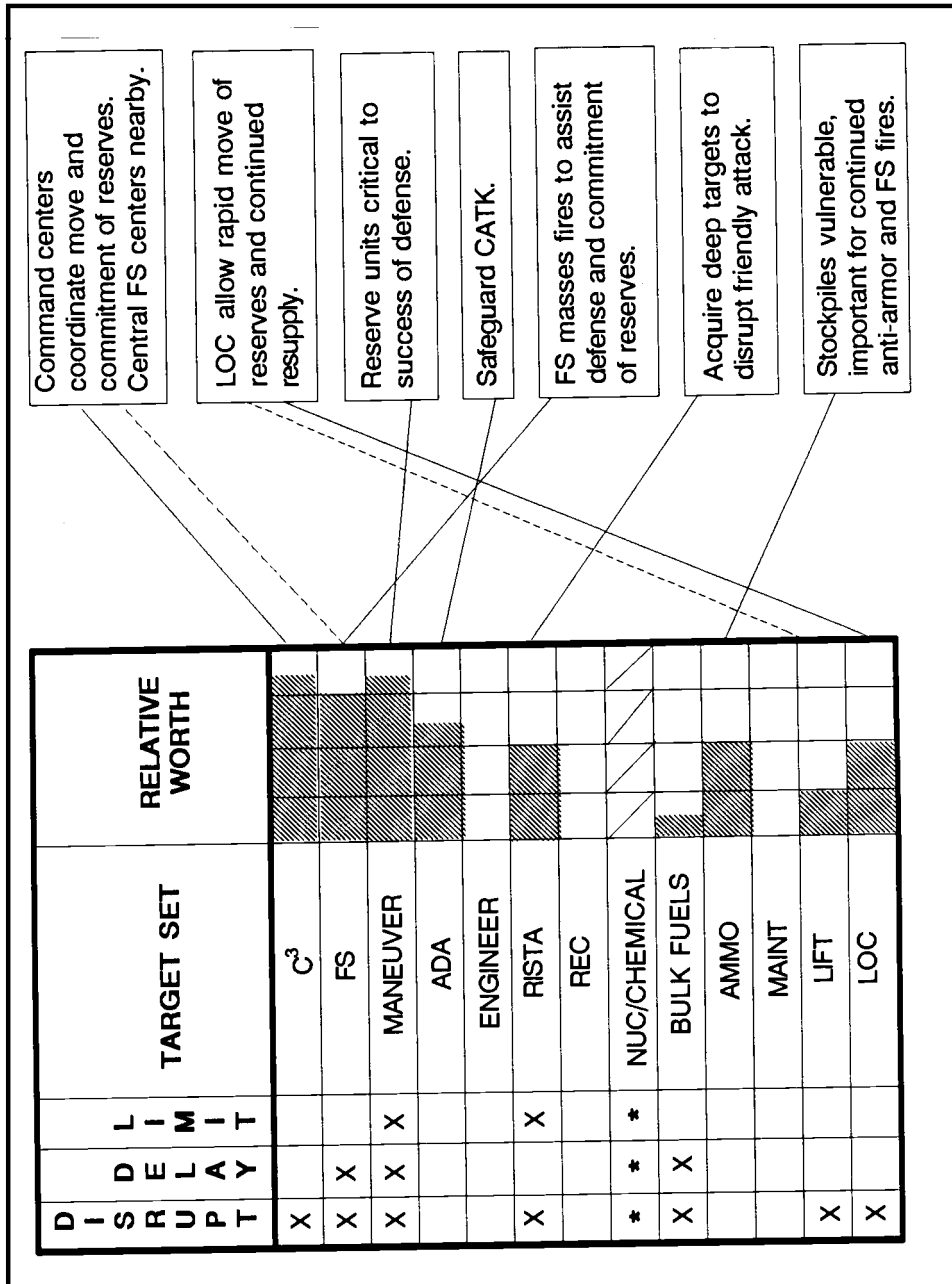 DISRUPT DELAY LIMIT TARGET SET RELATIVE WORTH
X C³
X X FS
X X X MANEUVER
ADA
ENGINEER
X X RISTA
REC
* * * NUC/CHEMICAL
X X BULK FUELS
AMMO
MAINT
X LIFT
X LOC
Command centers
coordinate move and
commitment of reserves.
Central FS centers nearby.
LOC allow rapid move of
reserves and continued
resupply.
Reserve units critical to
success of defense.
Safeguard CATK.
FS masses fires to assist
defense and commitment
of reserves.
Acquire deep targets to
disrupt friendly attack.
Stockpiles vulnerable,
important for continued
anti-armor and FS fires.